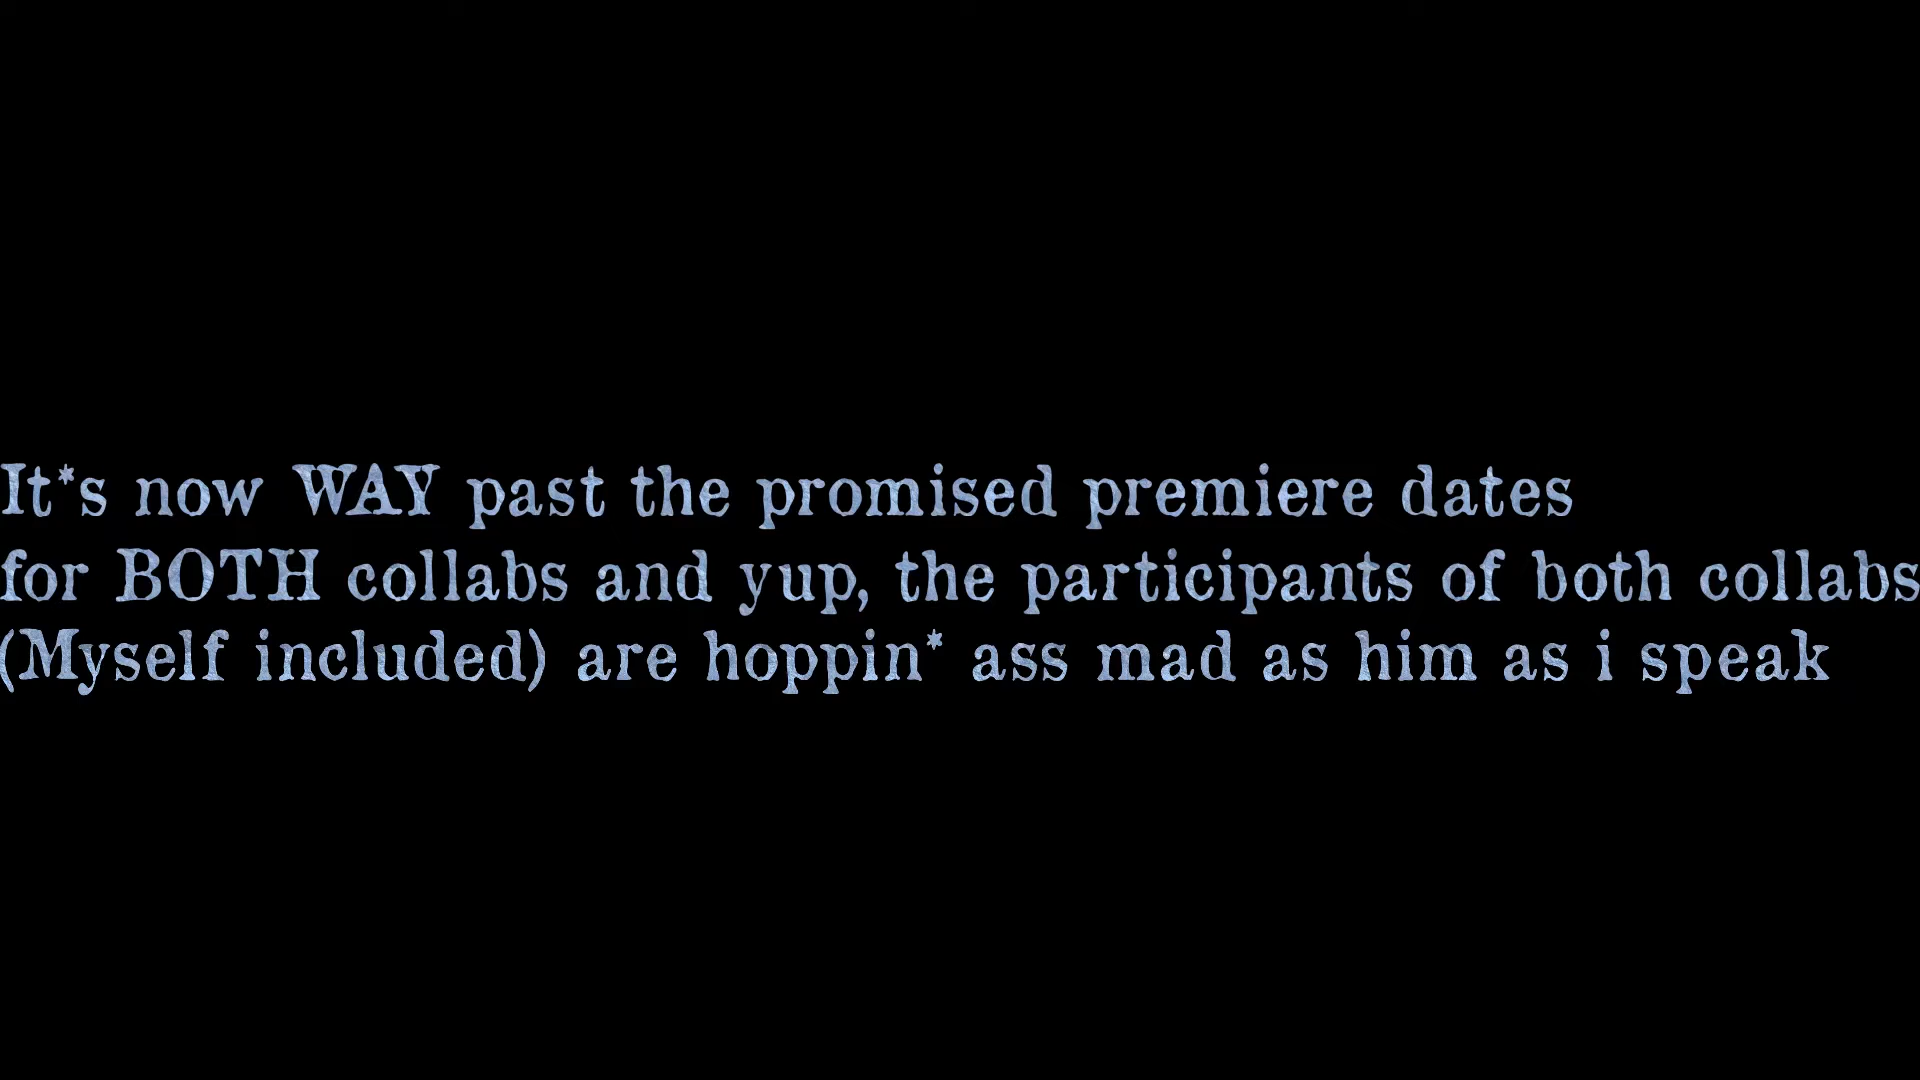 It*s now WAY past the promised premiere dates
for BOTH collabs and yup, the participants of both collabs
(Myself included) are hoppin* ass mad as him as i speak